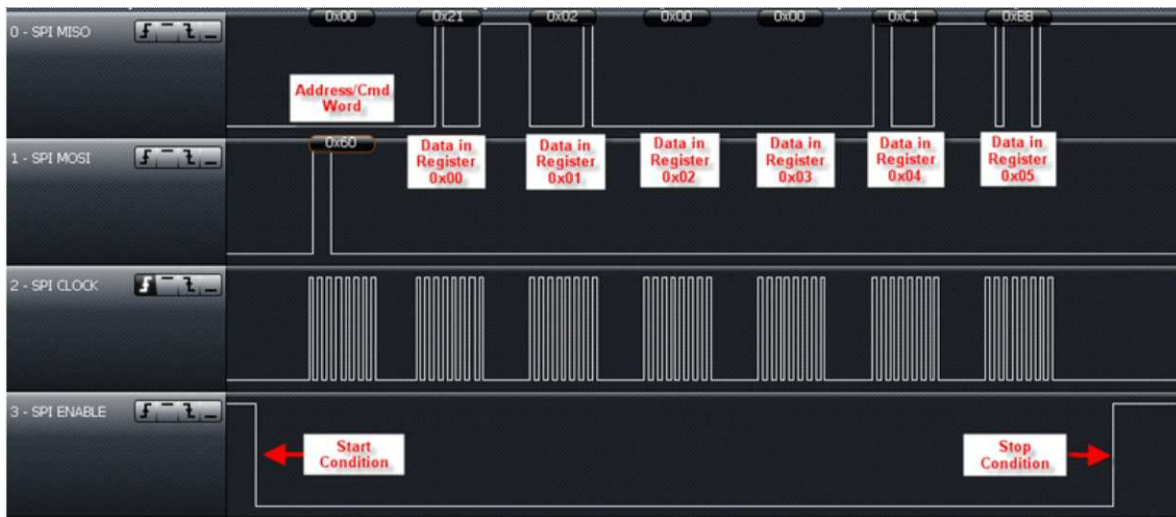 0x00 0x21 0x02 0x00 0x00 0xC1 0xBB
0 - SPI MISO
Address/Cmd
Word
0x60
1 - SPI MOSI
Data in
Register
0x00
Data in
Register
0x01
Data in
Register
0x02
Data in
Register
0x03
Data in
Register
0x04
Data in
Register
0x05
2 - SPI CLOCK
3 - SPI ENABLE
Start
Condition
Stop
Condition